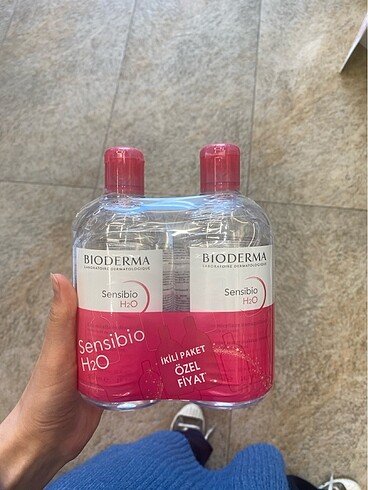 BIODERMA
LABORATOIRE DERMATOLOGIQUE
Sensibio
H2O
BIODERMA
LABORATOIRE DERMATOLOGIQUE
Sensibio
H2O
Sensibio
H2O
İKİLİ PAKET
ÖZEL
FİYAT